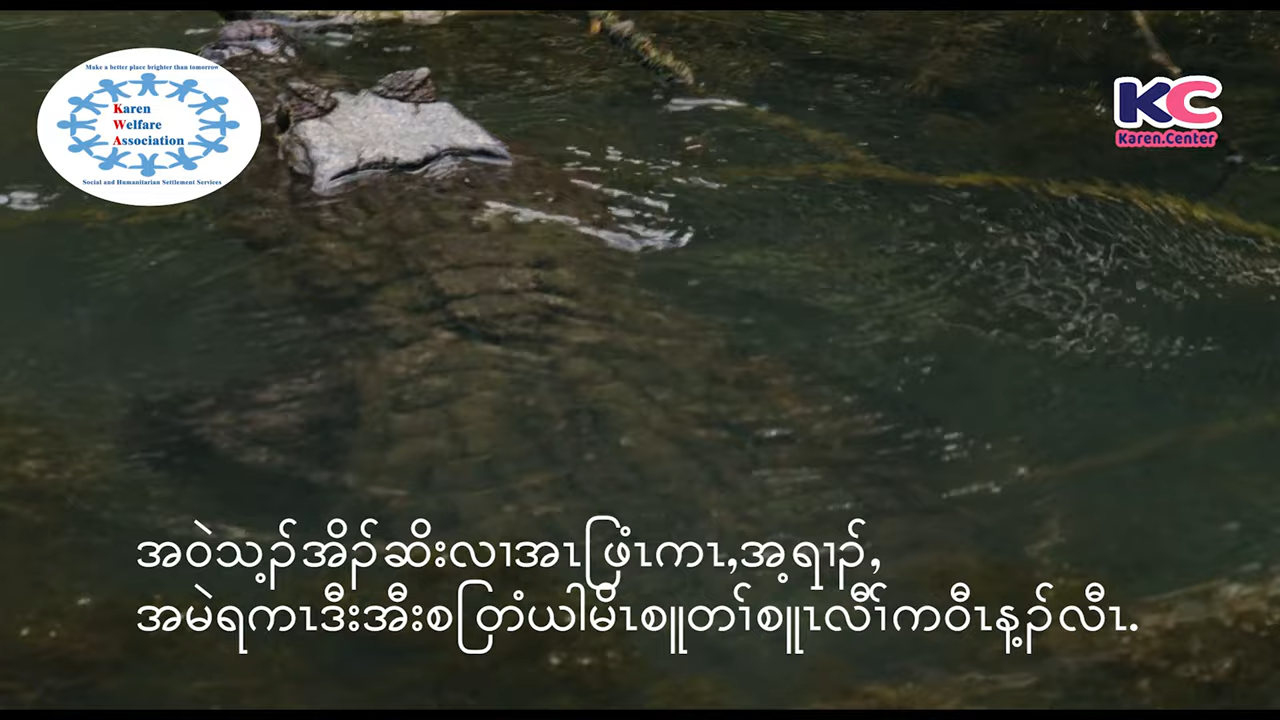 Make a better place brighter than tomorrow
Karen
Welfare
Association
Social and Humanitarian Settlement Services
KC
Karen.Center
အဝဲသ့ၣ်အိၣ်ဆိးလၢအၤဖြံၤကၤ,အ့ရၡၢၣ်,
အမဲရကၤဒီးအီးစတြံယါမိၤစျူတၢ်စျူၤလီၢ်ကဝီၤန့ၣ်လီၤ.